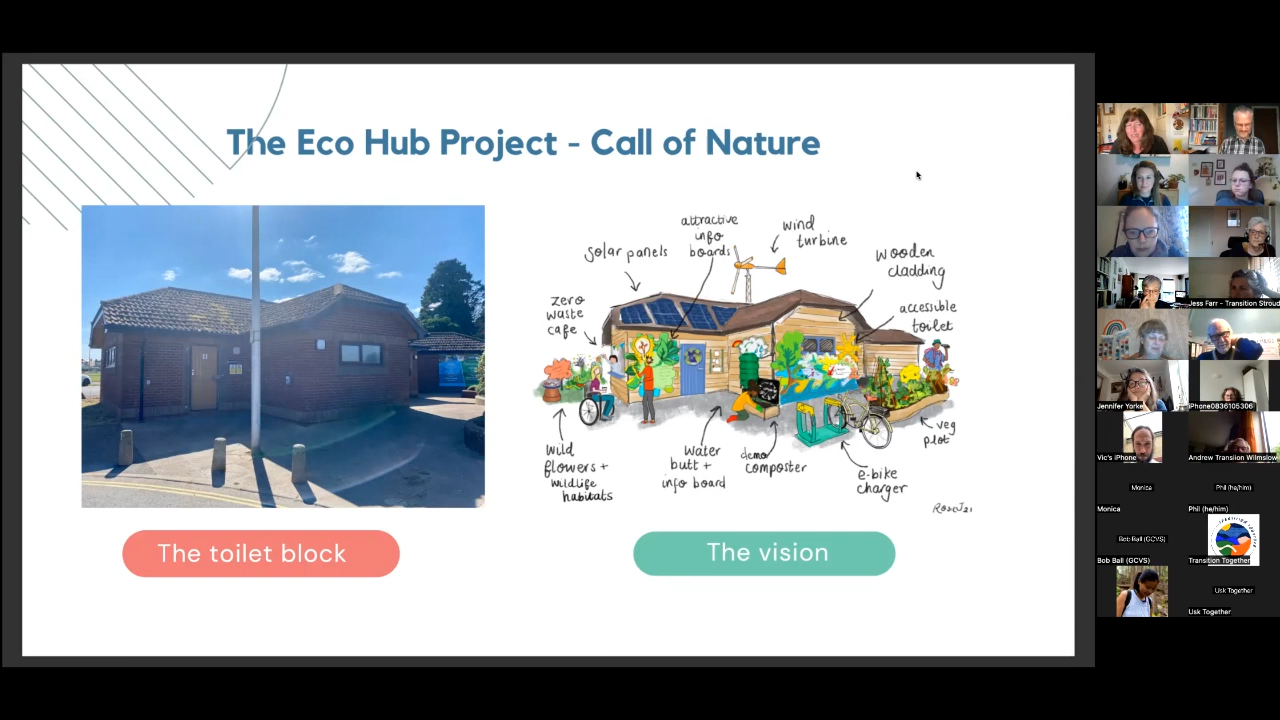 The Eco Hub Project - Call of Nature
solar panels
attractive
info
boards
wind
turbine
wooden
cladding
zero
waste
cafe
accessible
toilet
wild
flowers +
wildlife
habitats
water
butt +
info board
demo
composter
e-bike
charger
veg
plot
The toilet block
The vision
Jess Farr - Transition Stroud
Jennifer Yorke
iPhone0836105306
Vic's iPhone
Andrew Transiion Wilmslow
Monica
Phil (he/him)
Monica
Phil (he/him)
Bob Ball (GCVS)
Bob Ball (GCVS)
Transition Together
Usk Together
Usk Together